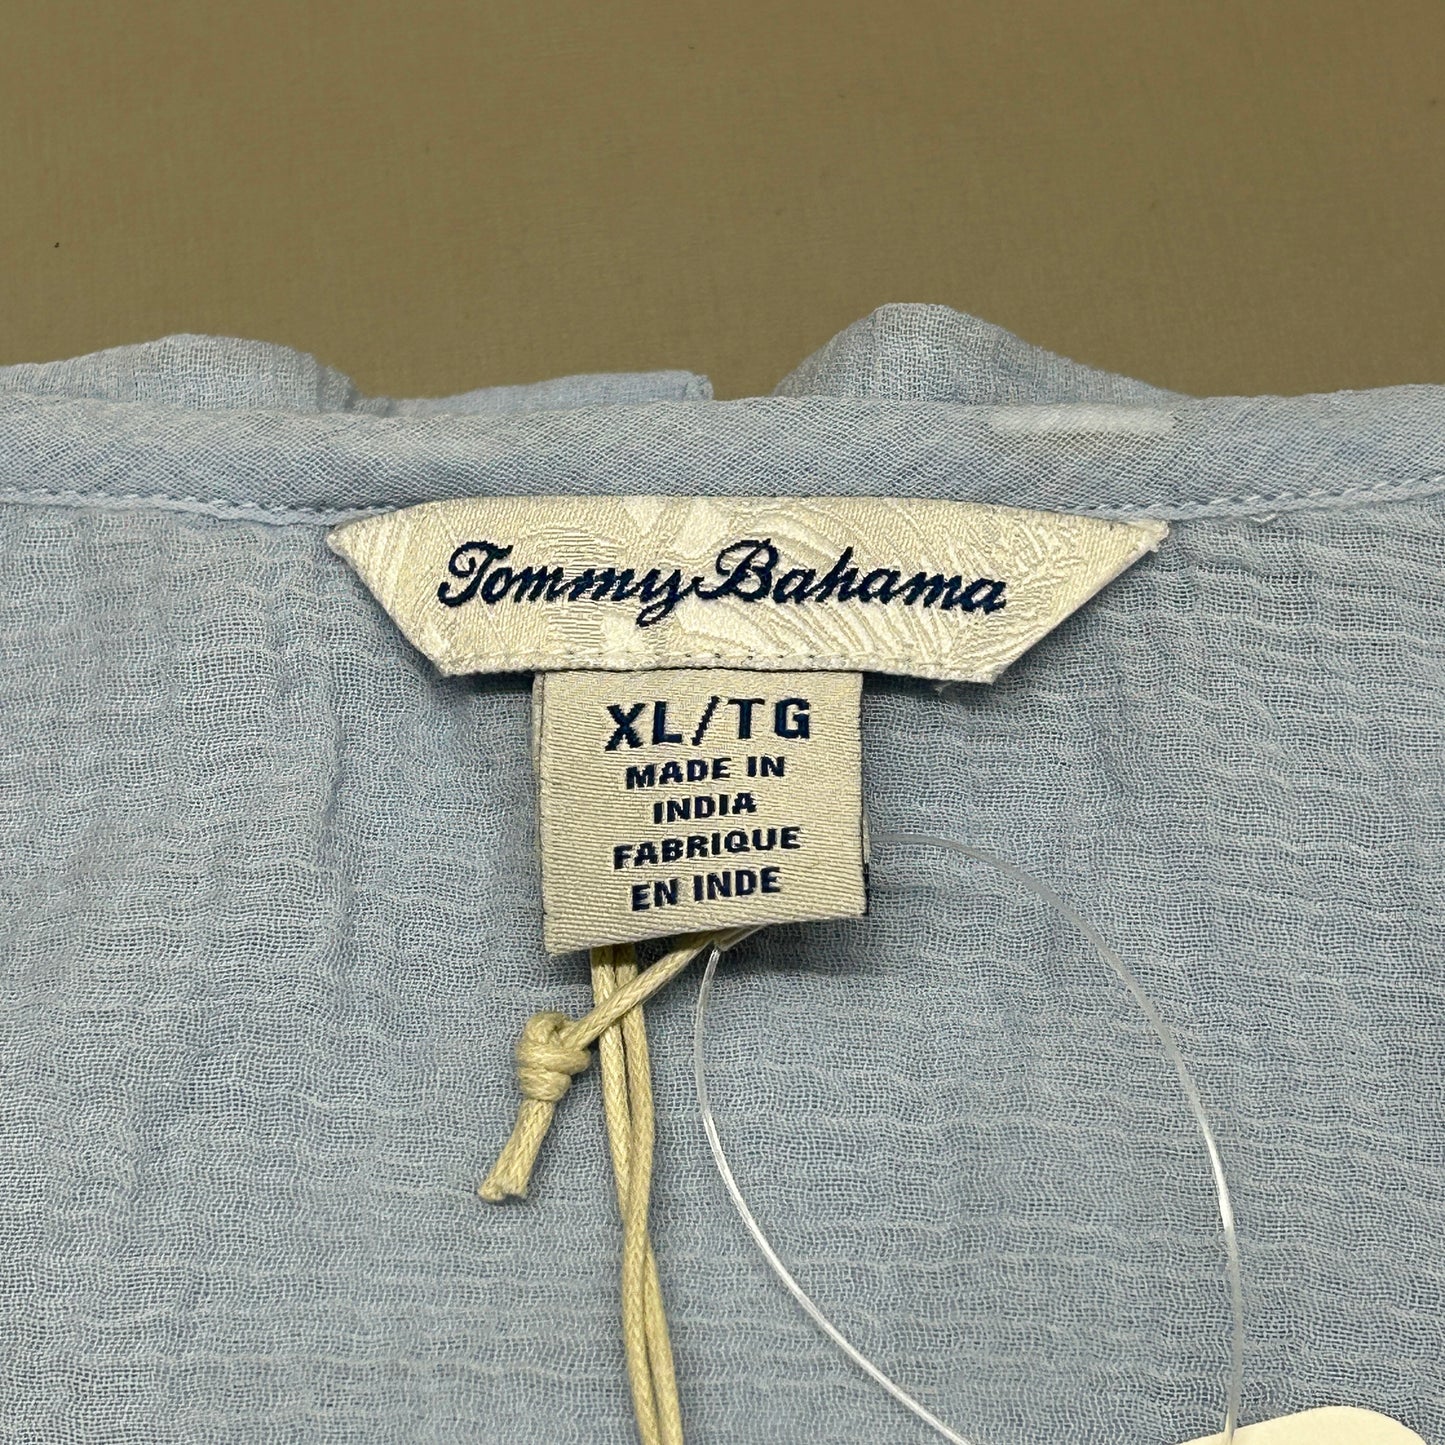 Tommy Bahama
XL/TG
MADE IN
INDIA
FABRIQUE
EN INDE